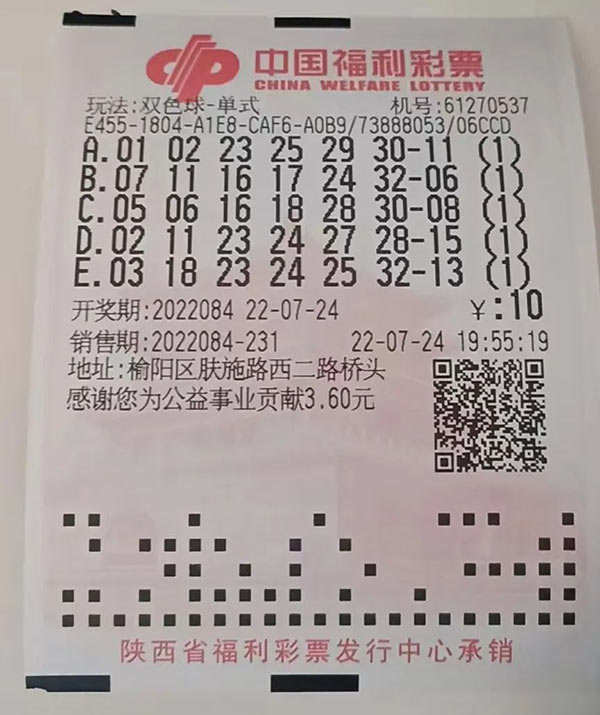 中国福利彩票
CHINA WELFARE LOTTERY
玩法:双色球-单式 机号:61270537
E455-1804-A1E8-CAF6-A0B9/73888053/06CCD
A.01 02 23 25 29 30-11 (1)
B.07 11 16 17 24 32-06 (1)
C.05 06 16 18 28 30-08 (1)
D.02 11 23 24 27 28-15 (1)
E.03 18 23 24 25 32-13 (1)
开奖期:2022084 22-07-24 ¥:10
销售期:2022084-231 22-07-24 19:55:19
地址:榆阳区肤施路西二路桥头
感谢您为公益事业贡献3.60元
陕西省福利彩票发行中心承销